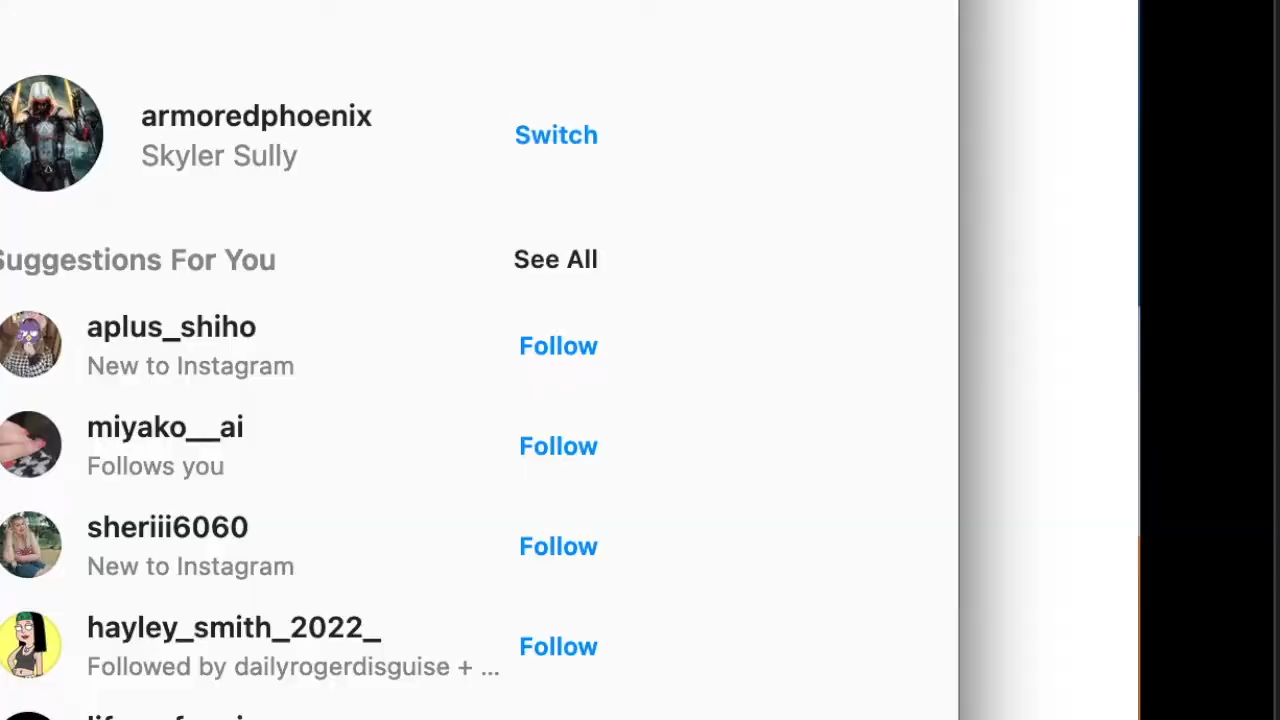 armoredphoenix
Skyler Sully
Switch
Suggestions For You
See All
aplus_shiho
New to Instagram
Follow
miyako__ai
Follows you
Follow
sheriii6060
New to Instagram
Follow
hayley_smith_2022_
Followed by dailyrogerdisguise + ...
Follow